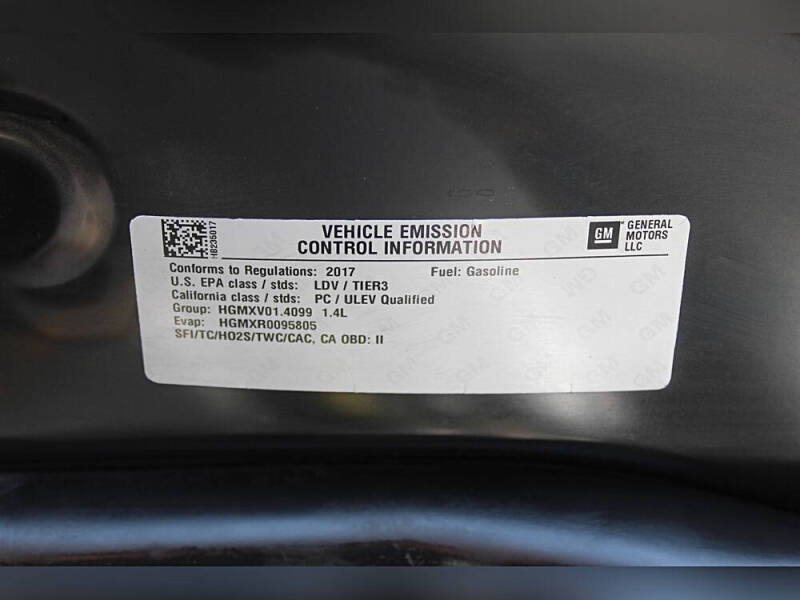 HB235017
VEHICLE EMISSION
CONTROL INFORMATION
GM
GENERAL
MOTORS
LLC
Conforms to Regulations: 2017 Fuel: Gasoline
U.S. EPA class / stds: LDV / TIER3
California class / stds: PC / ULEV Qualified
Group: HGMXV01.4099 1.4L
Evap: HGMXR0095805
SFI/TC/HO2S/TWC/CAC, CA OBD: II